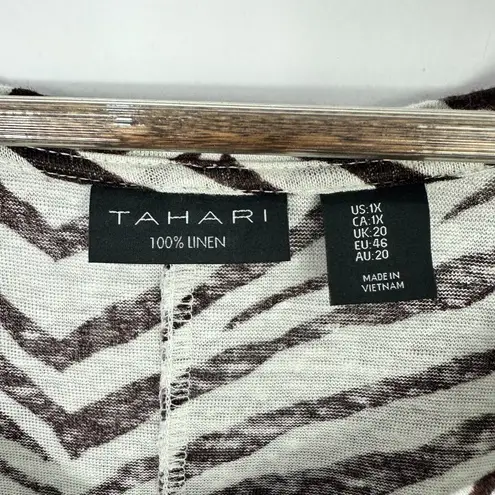 TAHARI
100% LINEN
US:1X
CA:1X
UK:20
EU:46
AU:20
MADE IN
VIETNAM